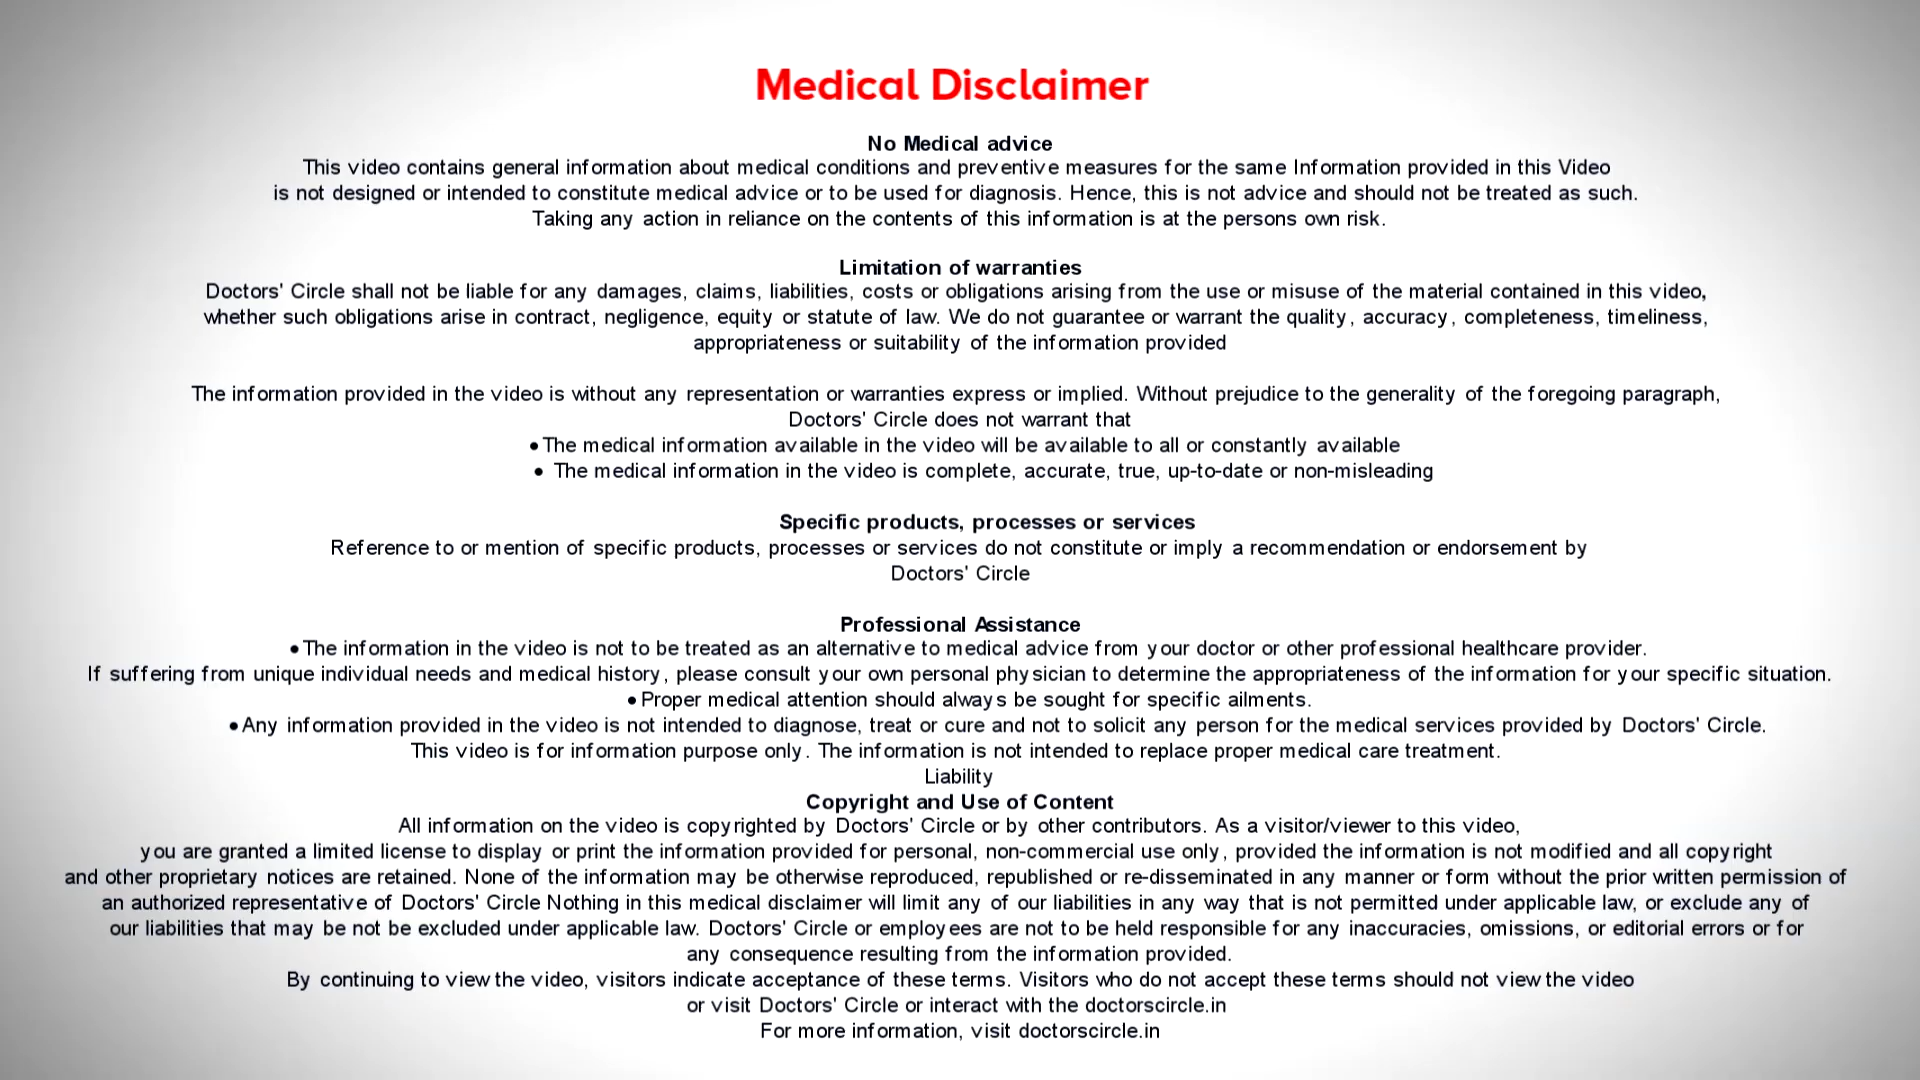 Medical Disclaimer
No Medical advice
This video contains general information about medical conditions and preventive measures for the same Information provided in this Video
is not designed or intended to constitute medical advice or to be used for diagnosis. Hence, this is not advice and should not be treated as such.
Taking any action in reliance on the contents of this information is at the persons own risk.
Limitation of warranties
Doctors' Circle shall not be liable for any damages, claims, liabilities, costs or obligations arising from the use or misuse of the material contained in this video,
whether such obligations arise in contract, negligence, equity or statute of law. We do not guarantee or warrant the quality, accuracy, completeness, timeliness,
appropriateness or suitability of the information provided
The information provided in the video is without any representation or warranties express or implied. Without prejudice to the generality of the foregoing paragraph,
Doctors' Circle does not warrant that
• The medical information available in the video will be available to all or constantly available
• The medical information in the video is complete, accurate, true, up-to-date or non-misleading
Specific products, processes or services
Reference to or mention of specific products, processes or services do not constitute or imply a recommendation or endorsement by
Doctors' Circle
Professional Assistance
• The information in the video is not to be treated as an alternative to medical advice from your doctor or other professional healthcare provider.
If suffering from unique individual needs and medical history, please consult your own personal physician to determine the appropriateness of the information for your specific situation.
• Proper medical attention should always be sought for specific ailments.
• Any information provided in the video is not intended to diagnose, treat or cure and not to solicit any person for the medical services provided by Doctors' Circle.
This video is for information purpose only. The information is not intended to replace proper medical care treatment.
Liability
Copyright and Use of Content
All information on the video is copyrighted by Doctors' Circle or by other contributors. As a visitor/viewer to this video,
you are granted a limited license to display or print the information provided for personal, non-commercial use only, provided the information is not modified and all copyright
and other proprietary notices are retained. None of the information may be otherwise reproduced, republished or re-disseminated in any manner or form without the prior written permission of
an authorized representative of Doctors' Circle Nothing in this medical disclaimer will limit any of our liabilities in any way that is not permitted under applicable law, or exclude any of
our liabilities that may be not be excluded under applicable law. Doctors' Circle or employees are not to be held responsible for any inaccuracies, omissions, or editorial errors or for
any consequence resulting from the information provided.
By continuing to view the video, visitors indicate acceptance of these terms. Visitors who do not accept these terms should not view the video
or visit Doctors' Circle or interact with the doctorscircle.in
For more information, visit doctorscircle.in